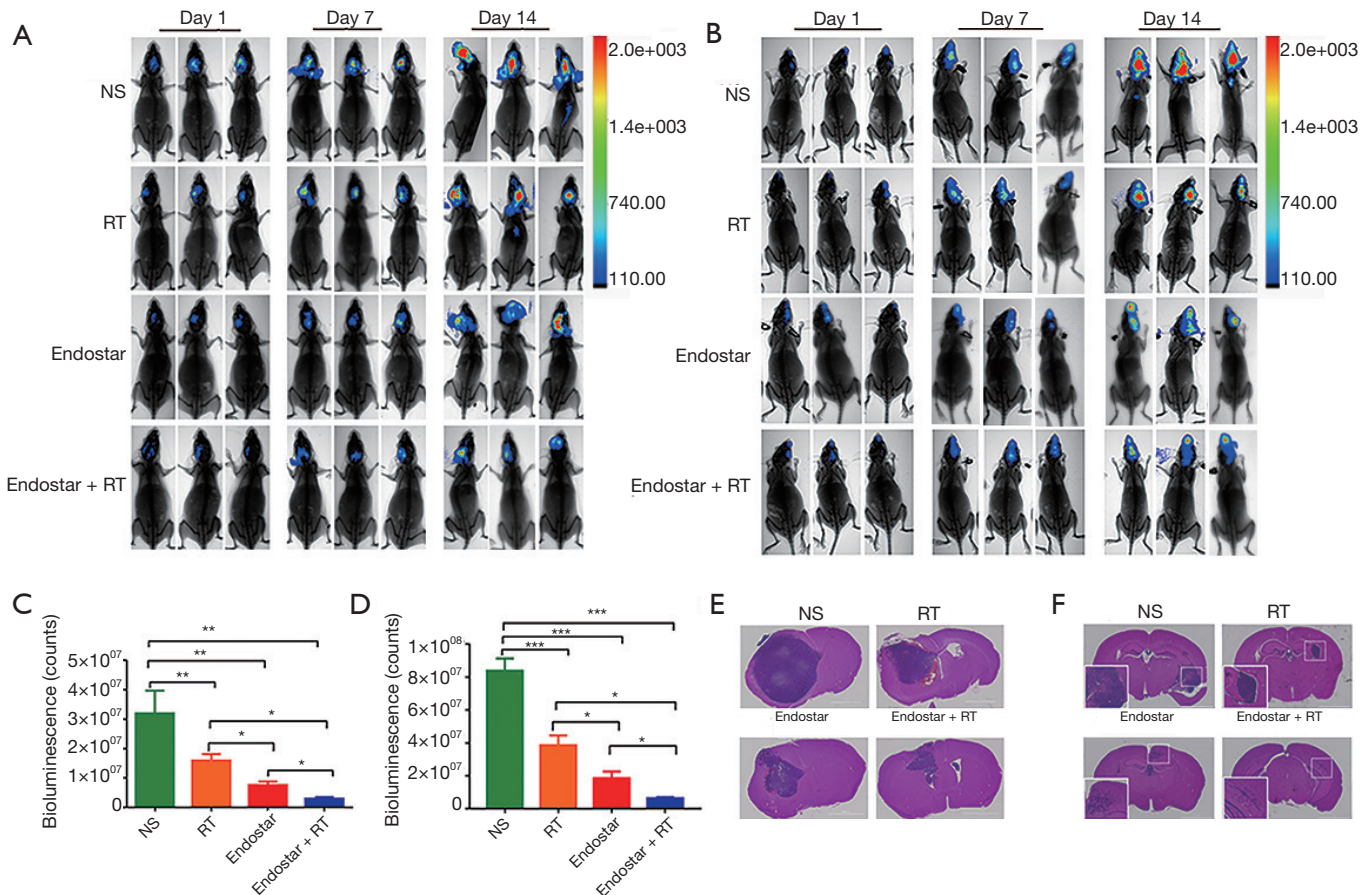 A
Day 1
Day 7
Day 14
NS
RT
Endostar
Endostar + RT
2.0e+003
1.4e+003
740.00
110.00
B
Day 1
Day 7
Day 14
NS
RT
Endostar
Endostar + RT
2.0e+003
1.4e+003
740.00
110.00
C
Bioluminescence (counts)
5×10⁰⁷
4×10⁰⁷
3×10⁰⁷
2×10⁰⁷
1×10⁰⁷
0
**
**
**
*
*
*
NS
RT
Endostar
Endostar + RT
D
Bioluminescence (counts)
1×10⁰⁸
8×10⁰⁷
6×10⁰⁷
4×10⁰⁷
2×10⁰⁷
0
***
***
***
*
*
*
NS
RT
Endostar
Endostar + RT
E
NS
RT
Endostar
Endostar + RT
F
NS
RT
Endostar
Endostar + RT